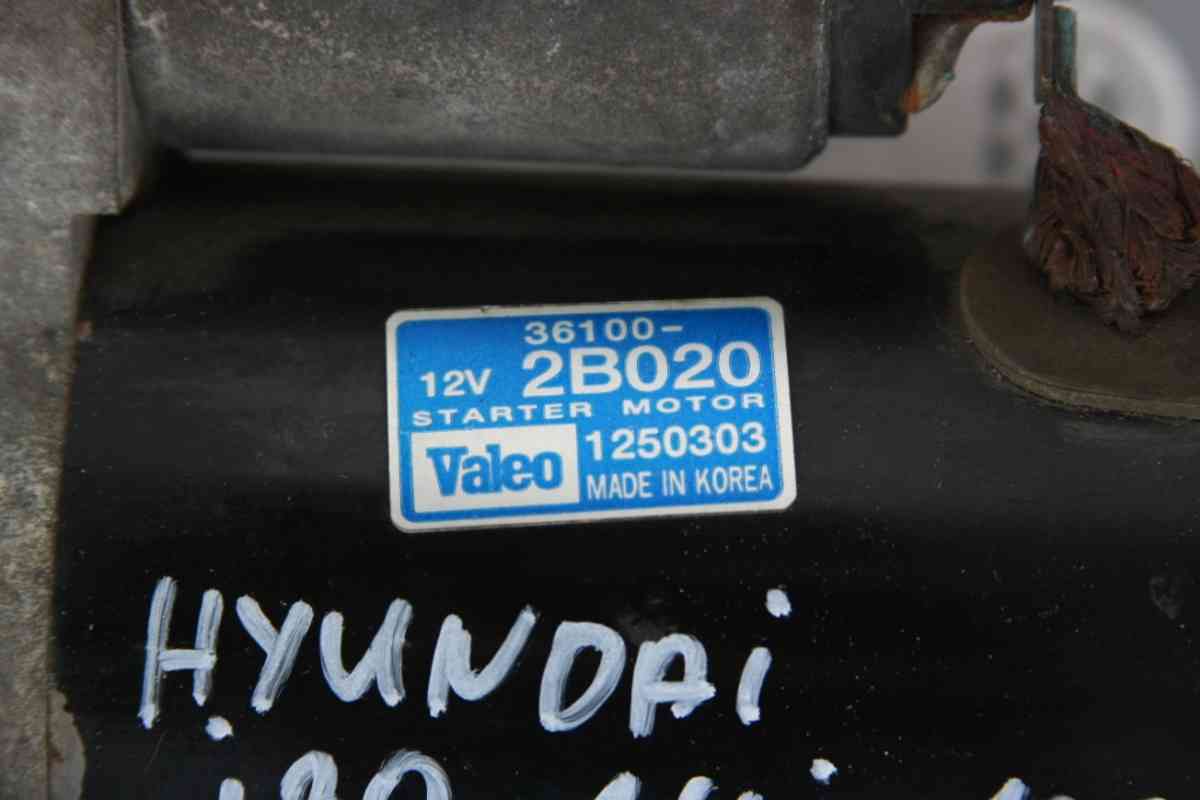 36100-
12V 2B020
STARTER MOTOR
Valeo 1250303
MADE IN KOREA
HYUNDAi